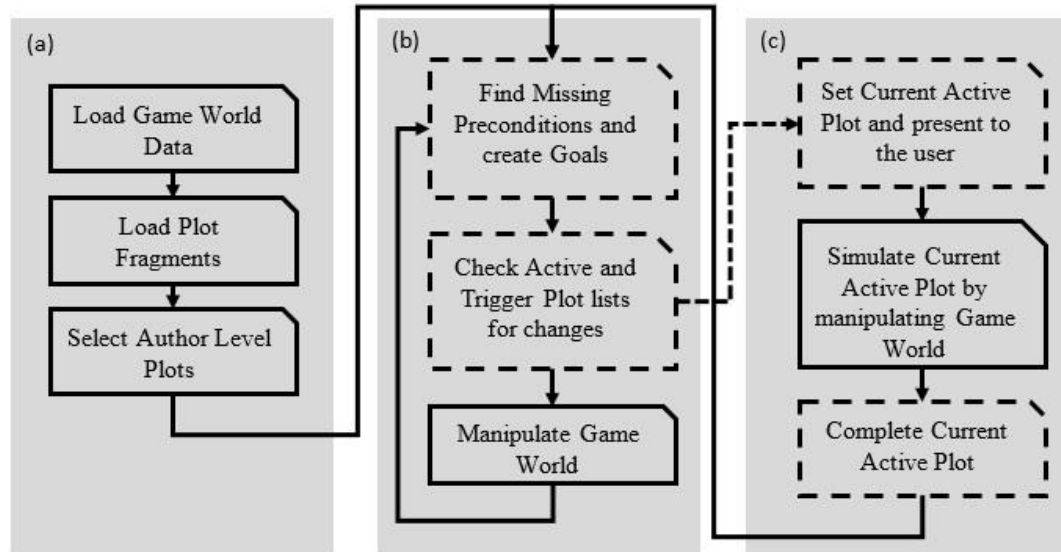 (a)
Load Game World
Data
Load Plot
Fragments
Select Author Level
Plots
(b)
Find Missing
Preconditions and
create Goals
Check Active and
Trigger Plot lists
for changes
Manipulate Game
World
(c)
Set Current Active
Plot and present to
the user
Simulate Current
Active Plot by
manipulating Game
World
Complete Current
Active Plot